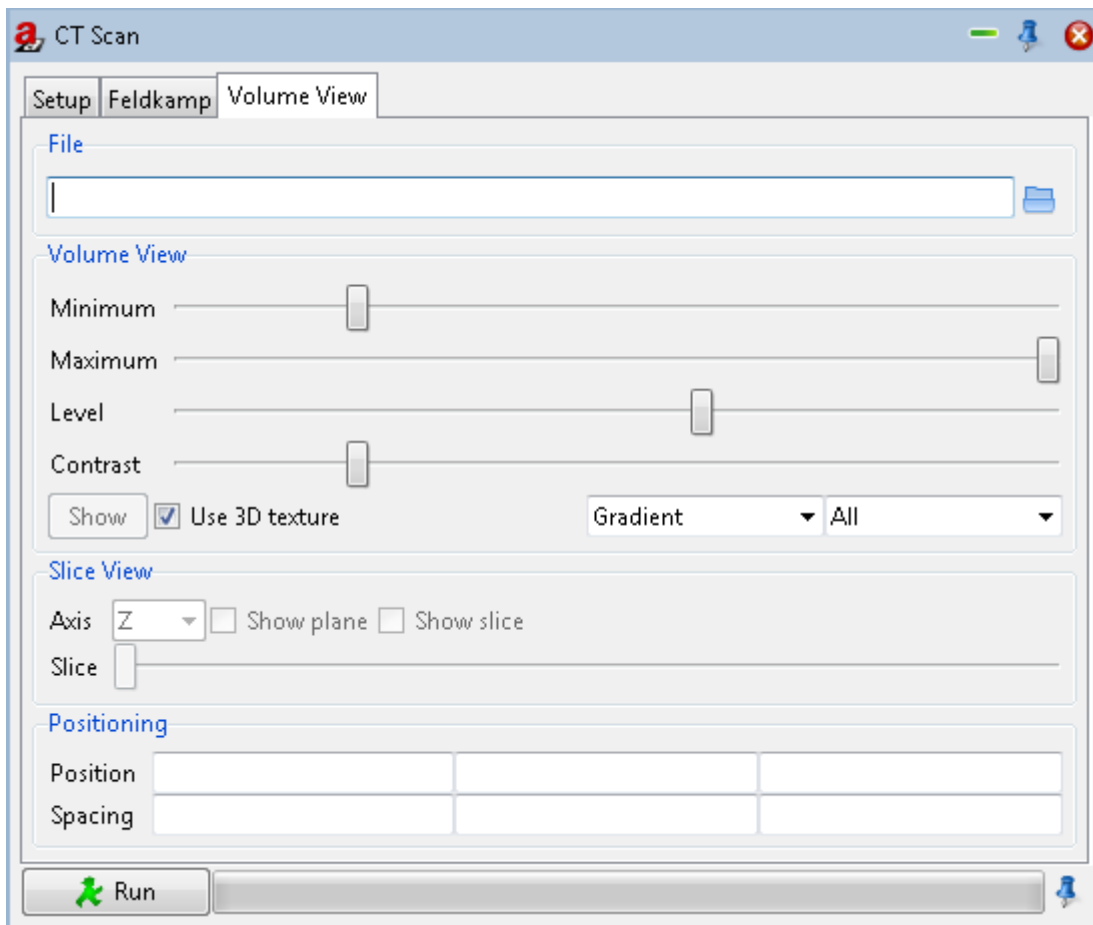 CT Scan
Setup Feldkamp Volume View
File
Volume View
Minimum
Maximum
Level
Contrast
Show Use 3D texture Gradient All
Slice View
Axis Z Show plane Show slice
Slice
Positioning
Position
Spacing
Run